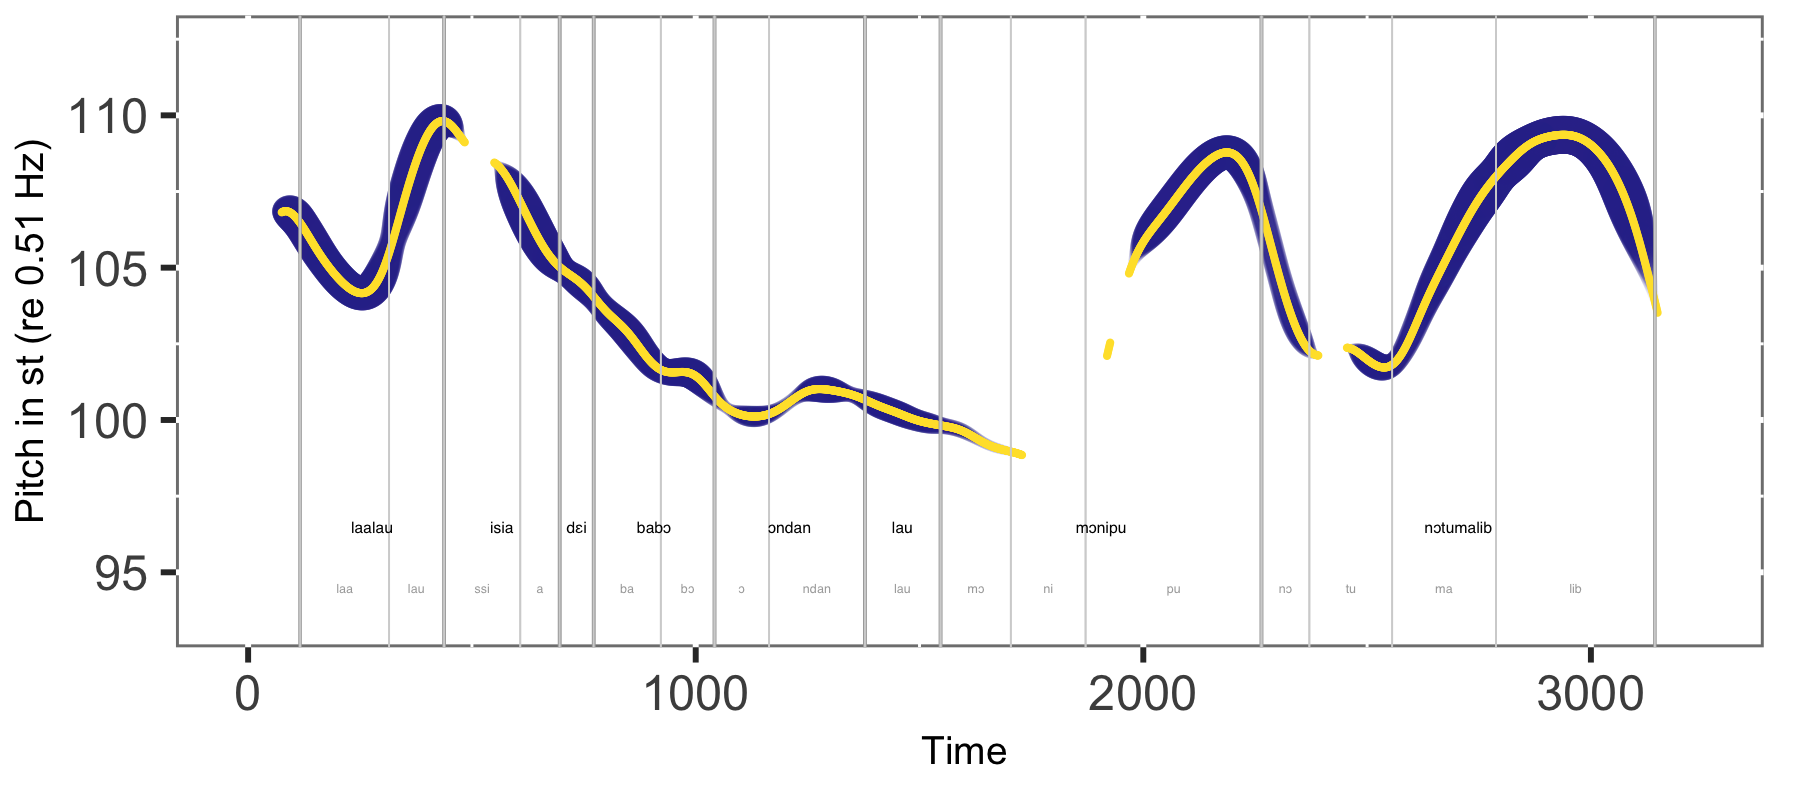 Pitch in st (re 0.51 Hz)
110
105
100
95
laalau isia dɛi babɔ ɔndan lau mɔnipu nɔtumalib
laa lau ssi a ba bɔ ɔ ndan lau mɔ ni pu nɔ tu ma lib
0 1000 2000 3000
Time